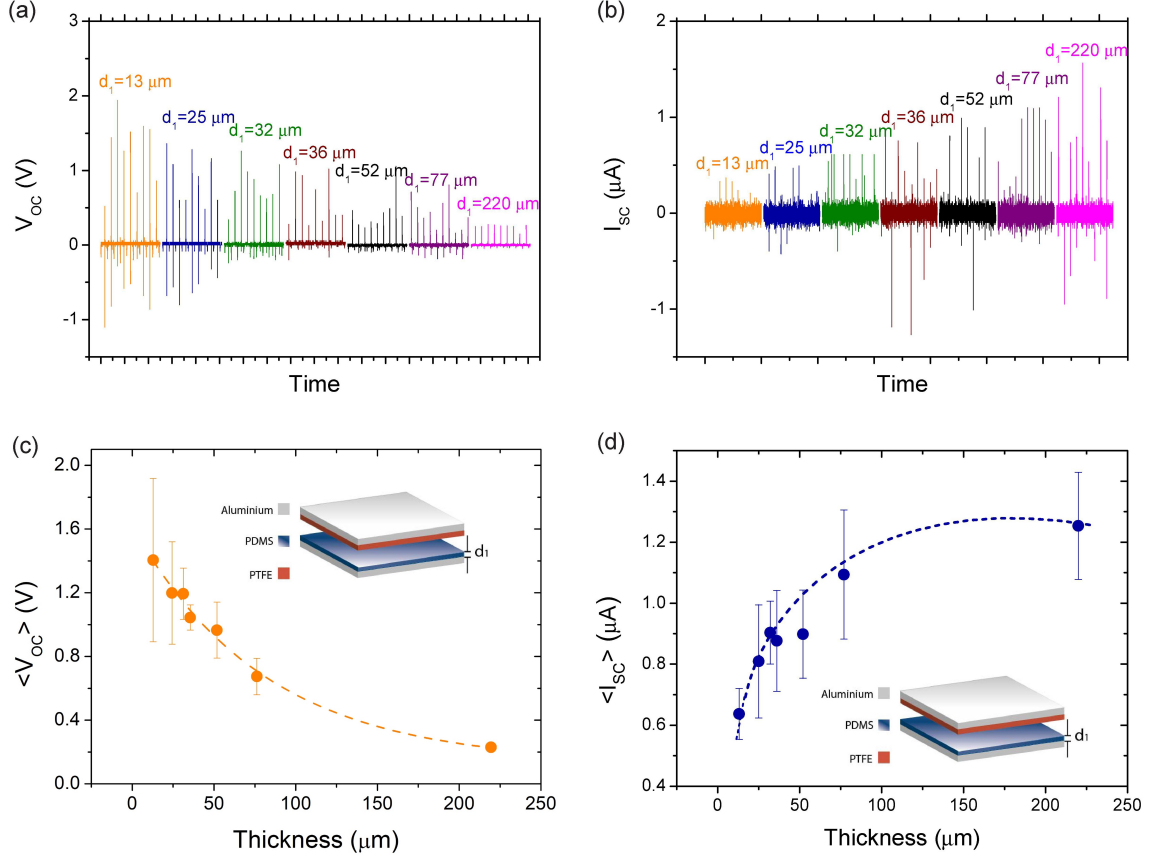 (a)
3
2
1
0
-1
V_OC (V)
d₁=13 μm
d₁=25 μm
d₁=32 μm
d₁=36 μm
d₁=52 μm
d₁=77 μm
d₁=220 μm
Time
(b)
2
1
0
-1
I_SC (μA)
d₁=13 μm
d₁=25 μm
d₁=32 μm
d₁=36 μm
d₁=52 μm
d₁=77 μm
d₁=220 μm
Time
(c)
2.0
1.6
1.2
0.8
0.4
0.0
<V_OC> (V)
Aluminium
PDMS
PTFE
d1
0 50 100 150 200 250
Thickness (μm)
(d)
1.4
1.2
1.0
0.8
0.6
0.4
<I_SC> (μA)
Aluminium
PDMS
PTFE
d1
0 50 100 150 200 250
Thickness (μm)